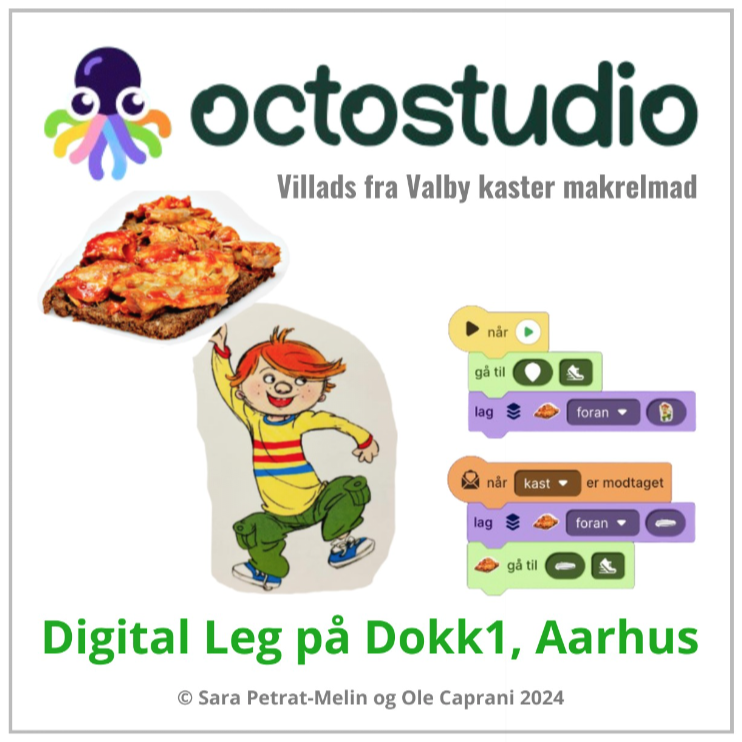 octostudio
Villads fra Valby kaster makrelmad
når
gå til
lag foran
når kast er modtaget
lag foran
gå til
Digital Leg på Dokk1, Aarhus
© Sara Petrat-Melin og Ole Caprani 2024